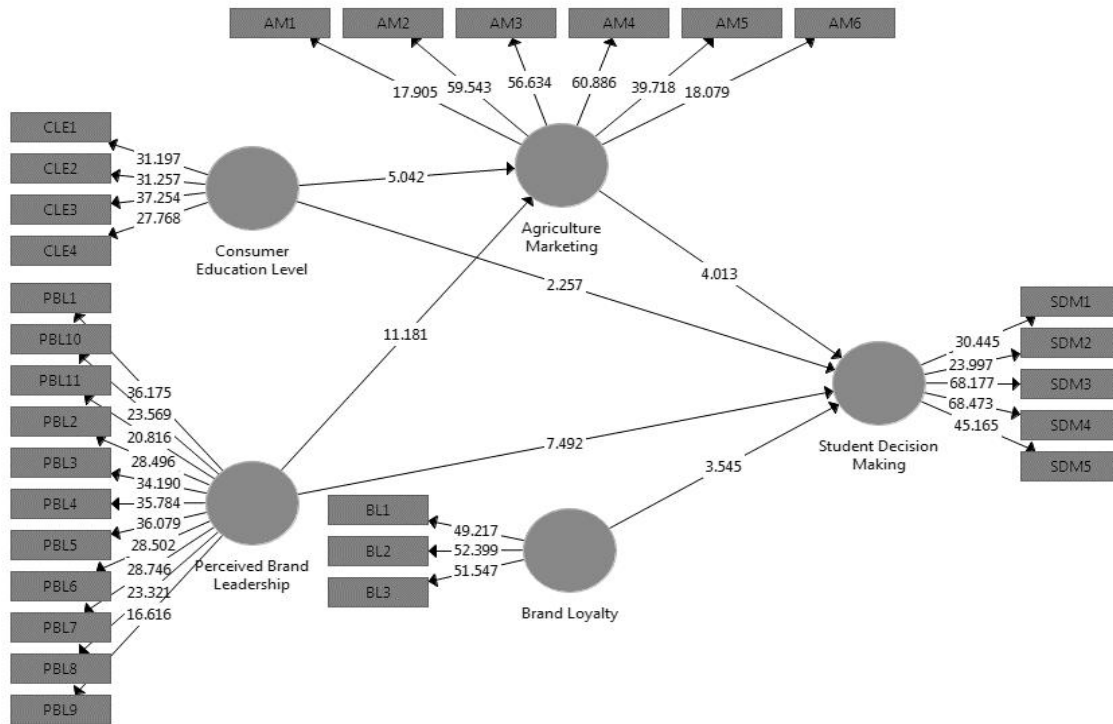 AM1
AM2
AM3
AM4
AM5
AM6
17.905
59.543
56.634
60.886
39.718
18.079
CLE1
CLE2
CLE3
CLE4
31.197
31.257
37.254
27.768
Consumer
Education Level
5.042
Agriculture
Marketing
2.257
4.013
11.181
PBL1
PBL10
PBL11
PBL2
PBL3
PBL4
PBL5
PBL6
PBL7
PBL8
PBL9
36.175
23.569
20.816
28.496
34.190
35.784
36.079
28.502
28.746
23.321
16.616
Perceived Brand
Leadership
7.492
3.545
BL1
BL2
BL3
49.217
52.399
51.547
Brand Loyalty
Student Decision
Making
30.445
23.997
68.177
68.473
45.165
SDM1
SDM2
SDM3
SDM4
SDM5